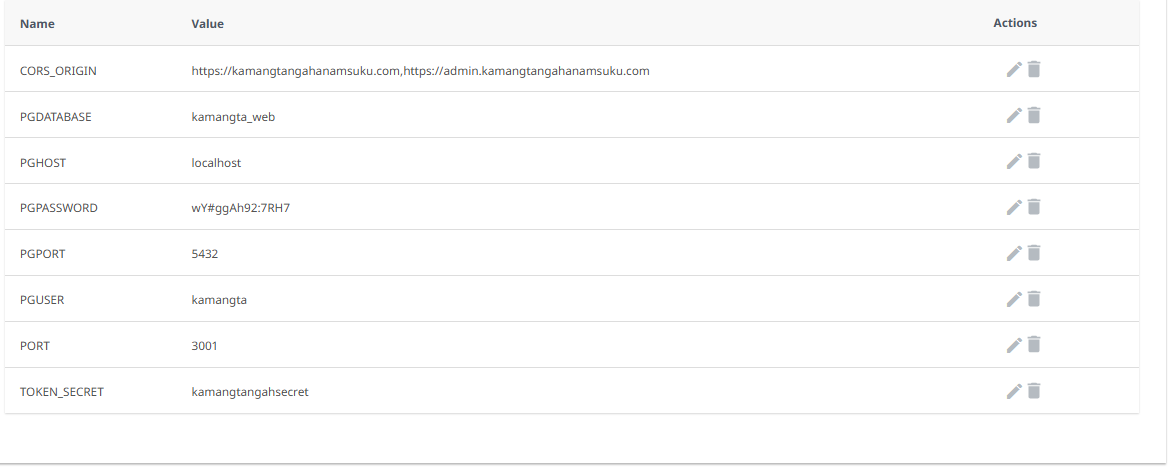 Name Value Actions
CORS_ORIGIN https://kamangtangahanamsuku.com,https://admin.kamangtangahanamsuku.com
PGDATABASE kamangta_web
PGHOST localhost
PGPASSWORD wY#ggAh92:7RH7
PGPORT 5432
PGUSER kamangta
PORT 3001
TOKEN_SECRET kamangtangahsecret